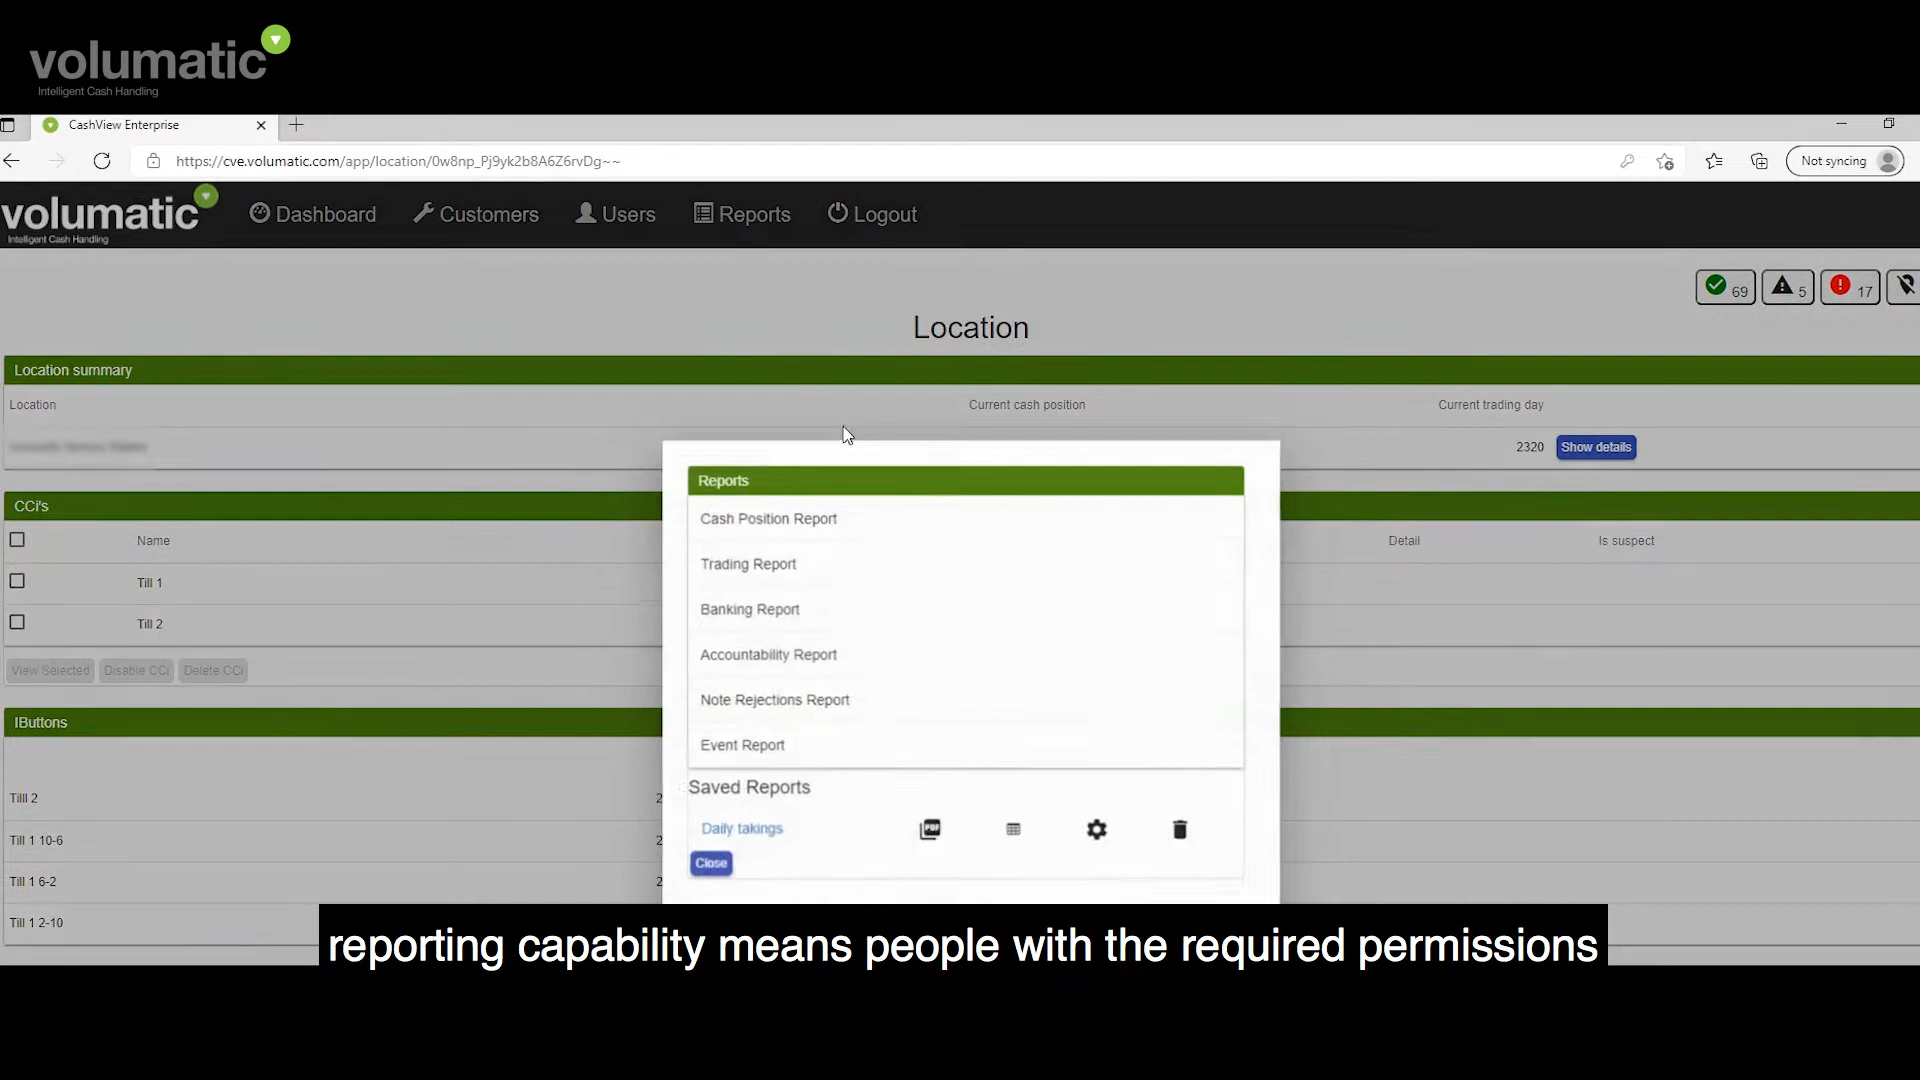 volumatic
Intelligent Cash Handling
CashView Enterprise
https://cve.volumatic.com/app/location/0w8np_Pj9yk2b8A6Z6rvDg~~
Not syncing
volumatic
Intelligent Cash Handling
Dashboard
Customers
Users
Reports
Logout
69
5
17
Location
Location summary
Location
Current cash position
Current trading day
2320
Show details
CCi's
Name
Detail
Is suspect
Till 1
Till 2
View Selected
Disable CCi
Delete CCi
IButtons
Till 2
2
Till 1 10-6
2
Till 1 6-2
2
Till 1 2-10
Reports
Cash Position Report
Trading Report
Banking Report
Accountability Report
Note Rejections Report
Event Report
Saved Reports
Daily takings
PDF
Close
reporting capability means people with the required permissions